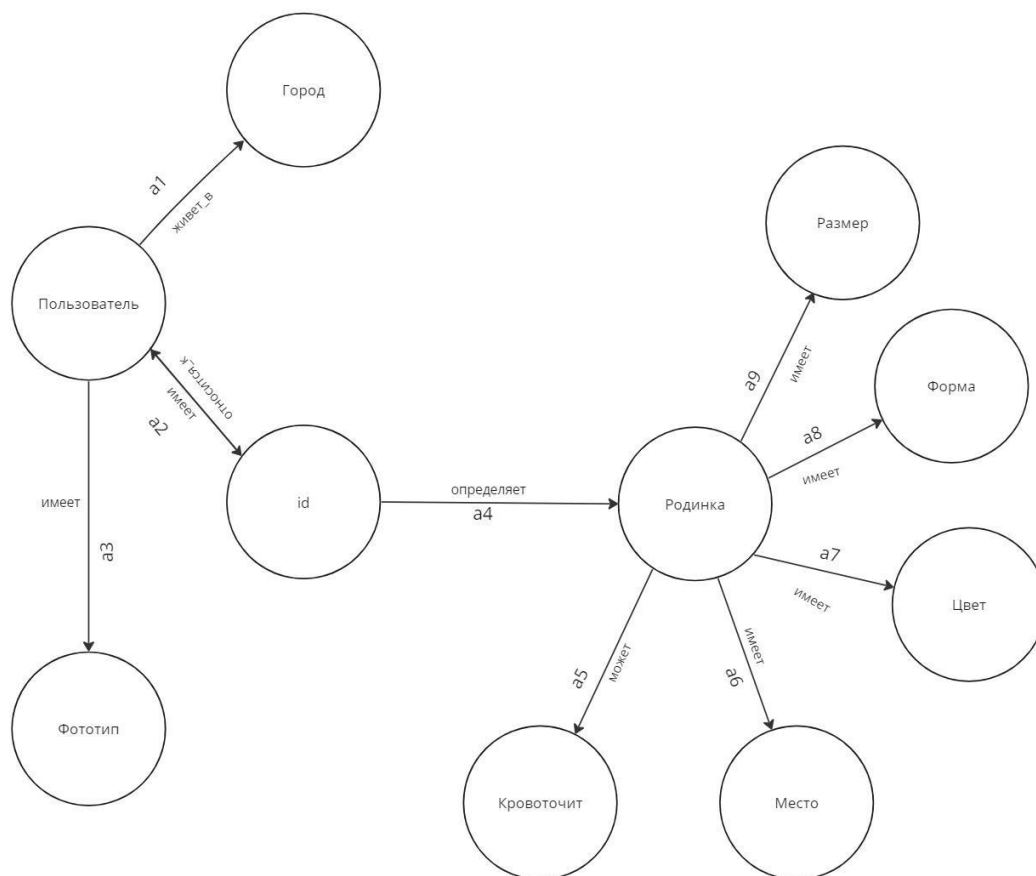 Город
a1
живет_в
Пользователь
относится_к
имеет
a2
имеет
a3
Фототип
id
определяет
a4
Родинка
Размер
a9
имеет
Форма
a8
имеет
Цвет
a7
имеет
a5
может
Кровоточит
имеет
a6
Место